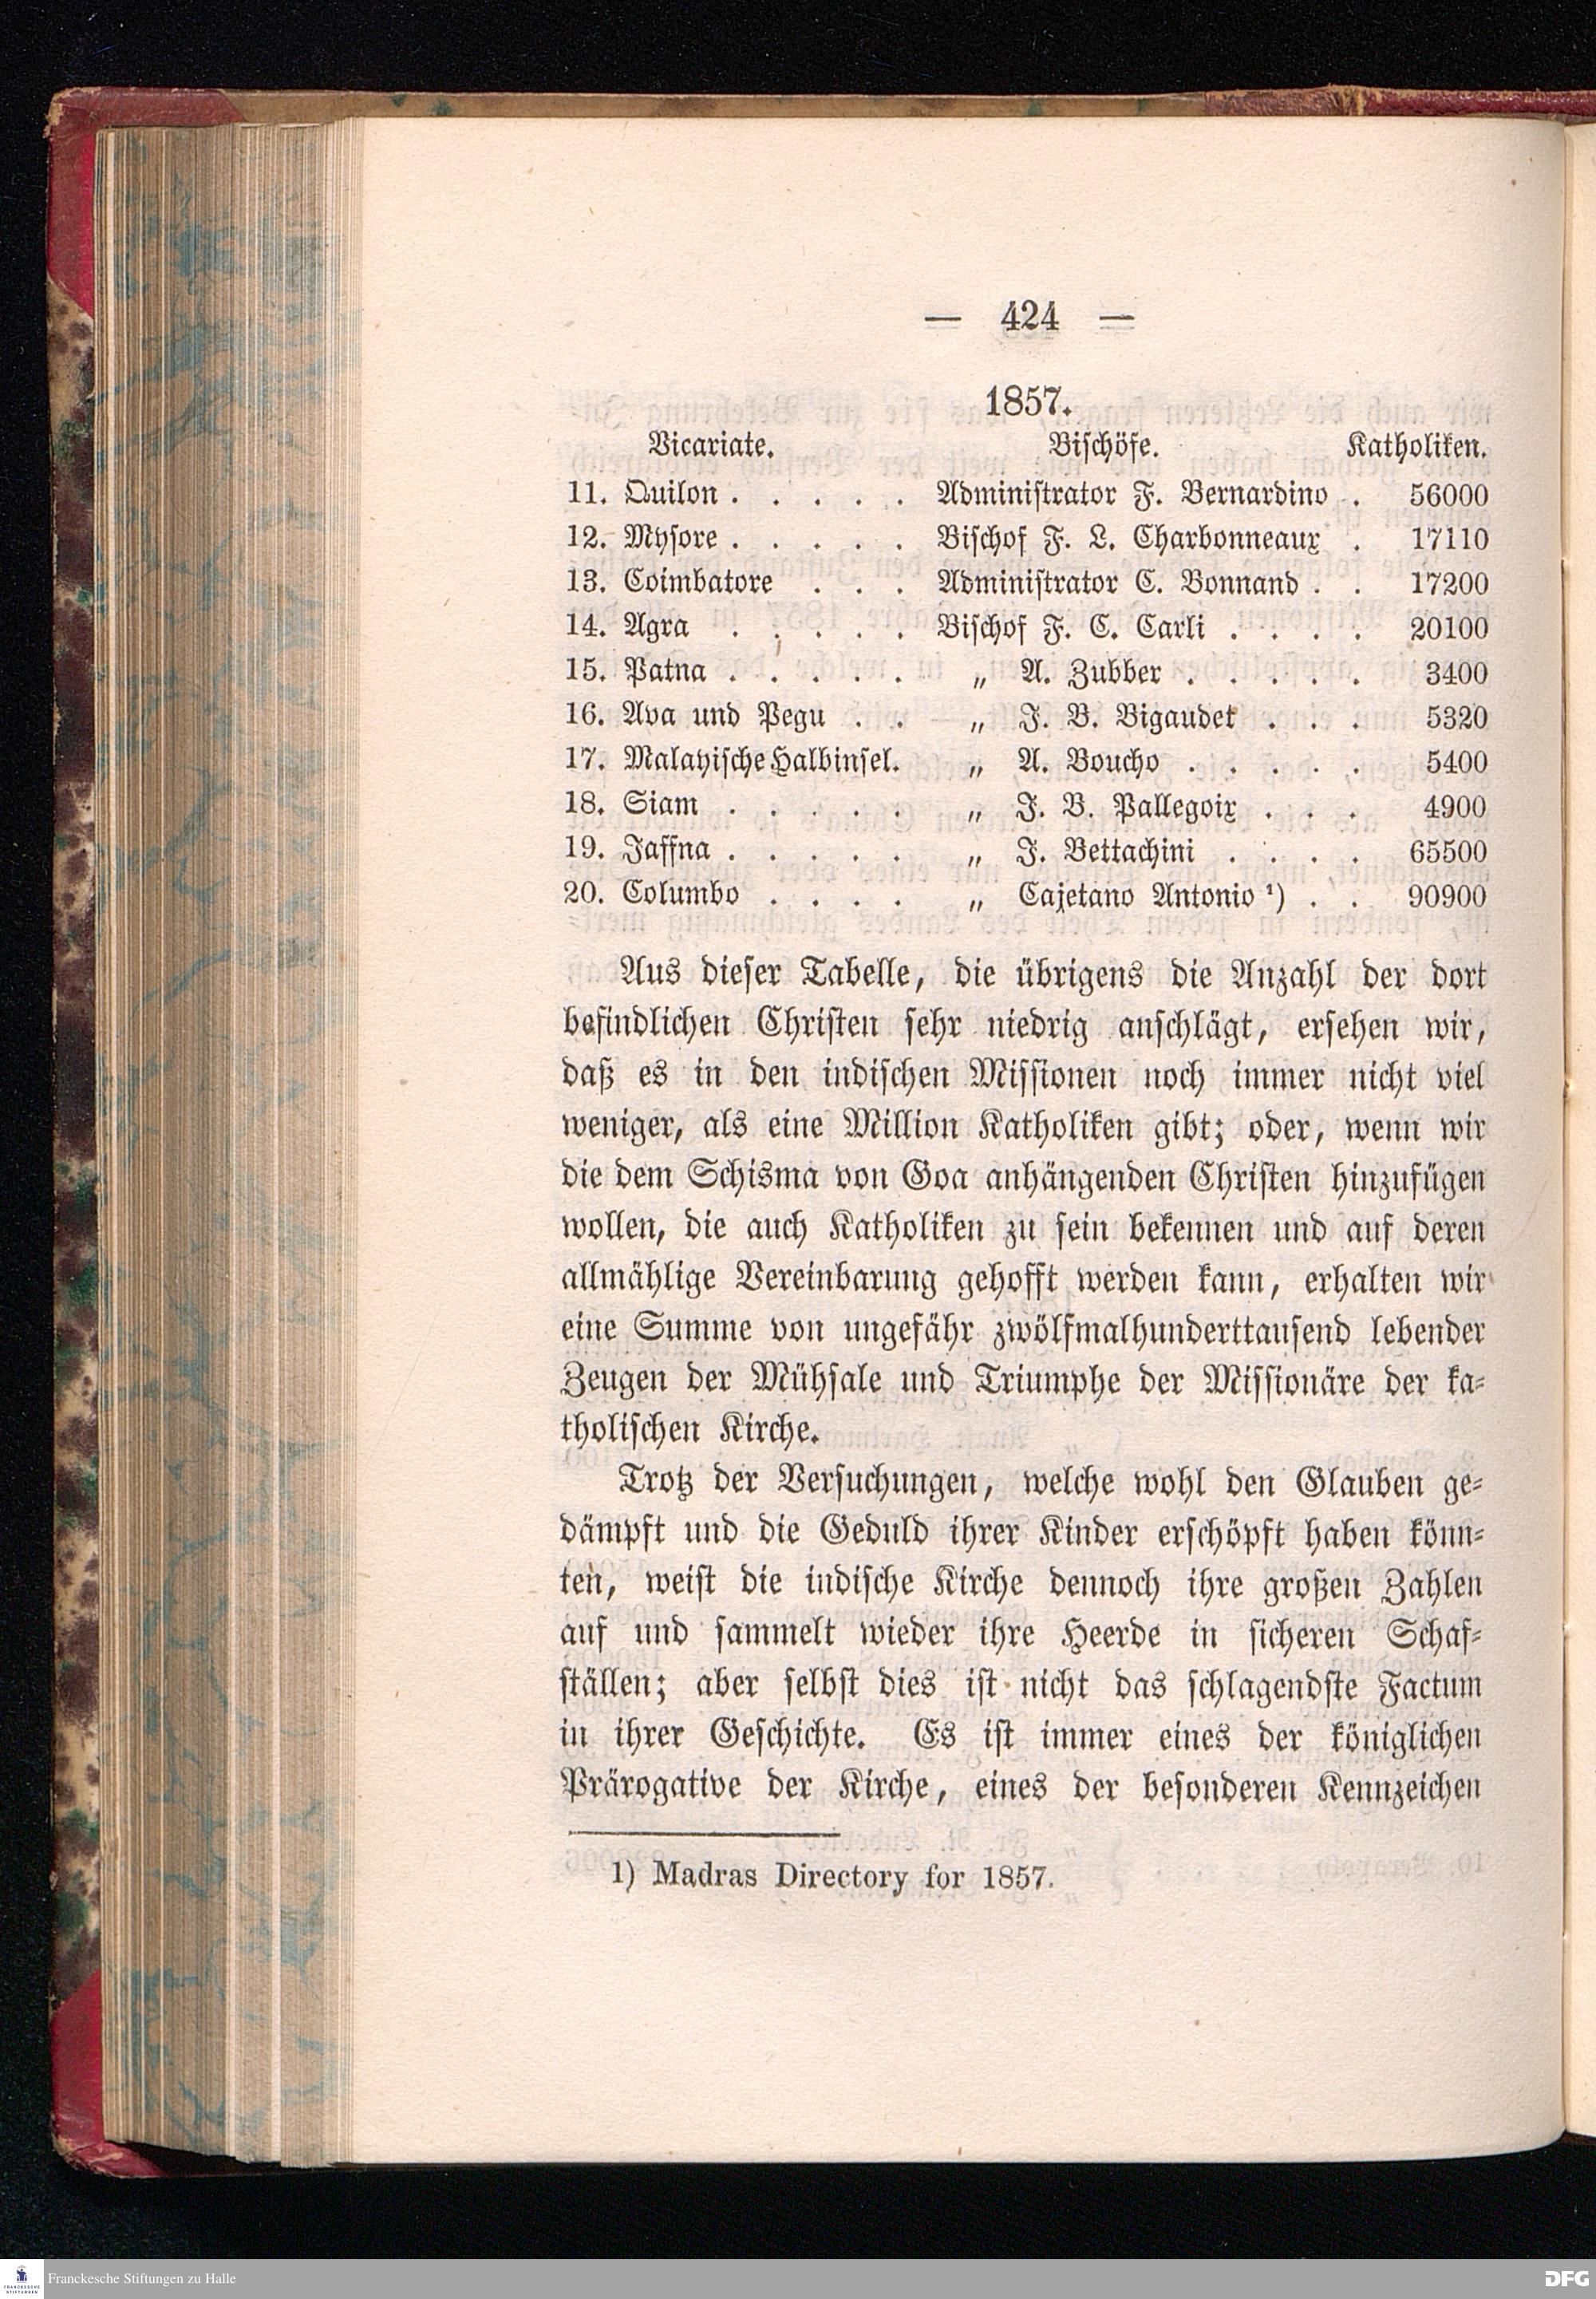 — 424 —
1857.
Vicariate. Bischöfe. Katholiken.
11. Quilon . . . . . Administrator F. Bernardino . 56000
12. Mysore . . . . . Bischof F. L. Charbonneaux . 17110
13. Coimbatore . . . Administrator C. Bonnand . . 17200
14. Agra . . . . . Bischof F. C. Carli . . . . 20100
15. Patna . . . . . „ A. Zubber . . . . . 3400
16. Ava und Pegu . . „ J. B. Bigaudet . . . 5320
17. Malayische Halbinsel. „ A. Boucho . . . . . 5400
18. Siam . . . . . „ J. B. Pallegoix . . . 4900
19. Jaffna . . . . . „ J. Bettachini . . . . 65500
20. Columbo . . . . „ Cajetano Antonio ¹) . . 90900
Aus dieser Tabelle, die übrigens die Anzahl der dort
befindlichen Christen sehr niedrig anschlägt, ersehen wir,
daß es in den indischen Missionen noch immer nicht viel
weniger, als eine Million Katholiken gibt; oder, wenn wir
die dem Schisma von Goa anhängenden Christen hinzufügen
wollen, die auch Katholiken zu sein bekennen und auf deren
allmählige Vereinbarung gehofft werden kann, erhalten wir
eine Summe von ungefähr zwölfmalhunderttausend lebender
Zeugen der Mühsale und Triumphe der Missionäre der ka-
tholischen Kirche.
Trotz der Versuchungen, welche wohl den Glauben ge-
dämpft und die Geduld ihrer Kinder erschöpft haben könn-
ten, weist die indische Kirche dennoch ihre großen Zahlen
auf und sammelt wieder ihre Heerde in sicheren Schaf-
ställen; aber selbst dies ist nicht das schlagendste Factum
in ihrer Geschichte. Es ist immer eines der königlichen
Prärogative der Kirche, eines der besonderen Kennzeichen
1) Madras Directory for 1857.
FRANCKESCHE STIFTUNGEN
Franckesche Stiftungen zu Halle
DFG